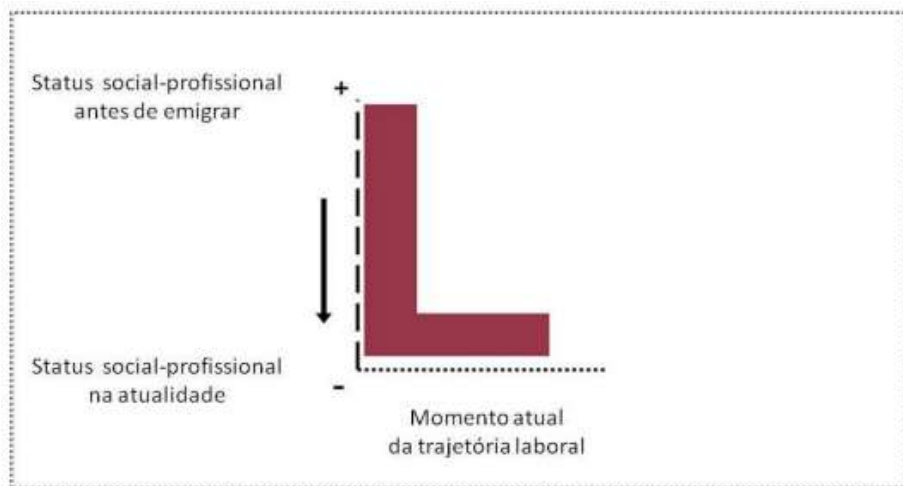 Status social-profissional
antes de emigrar
+
Status social-profissional
na atualidade
-
Momento atual
da trajetória laboral